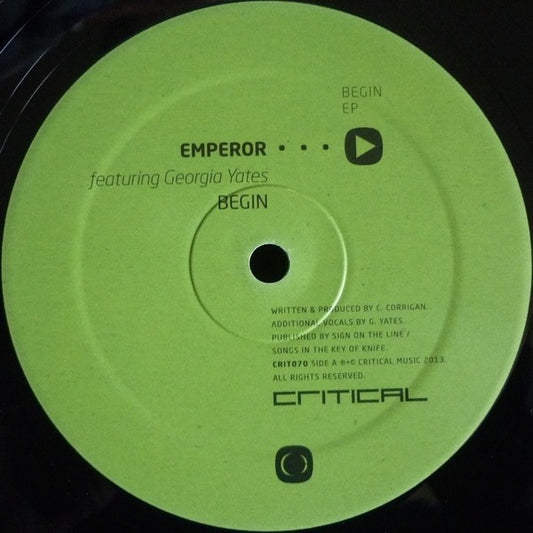 BEGIN
EP
EMPEROR • • •
featuring Georgia Yates
BEGIN
WRITTEN & PRODUCED BY C. CORRIGAN.
ADDITIONAL VOCALS BY G. YATES.
PUBLISHED BY SIGN ON THE LINE /
SONGS IN THE KEY OF KNIFE.
CRIT070 SIDE A ℗+© CRITICAL MUSIC 2013.
ALL RIGHTS RESERVED.
CRITICAL